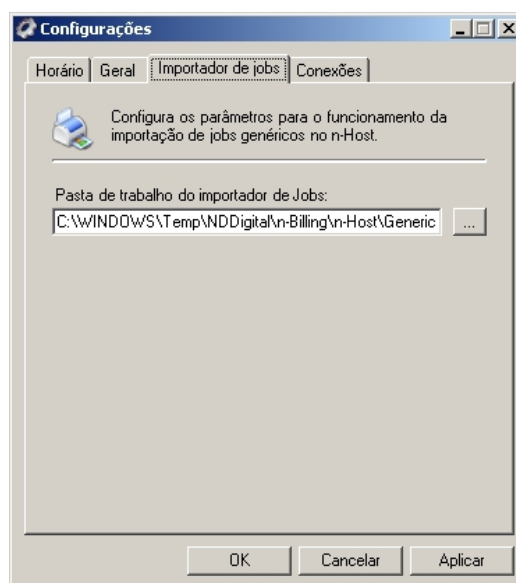 Configurações
Horário Geral Importador de jobs Conexões
Configura os parâmetros para o funcionamento da
importação de jobs genéricos no n-Host.
Pasta de trabalho do importador de Jobs:
C:\WINDOWS\Temp\NDDigital\n-Billing\n-Host\Generic ...
OK Cancelar Aplicar